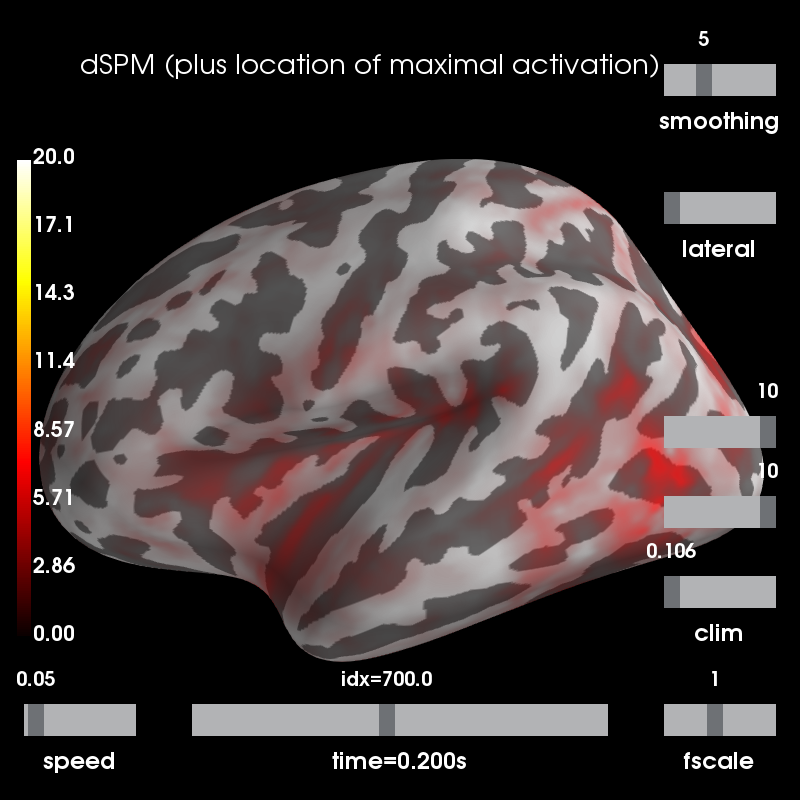 5
dSPM (plus location of maximal activation)
smoothing
20.0
17.1
lateral
14.3
11.4
10
8.57
10
5.71
0.106
2.86
0.00
clim
0.05
idx=700.0
1
speed
time=0.200s
fscale